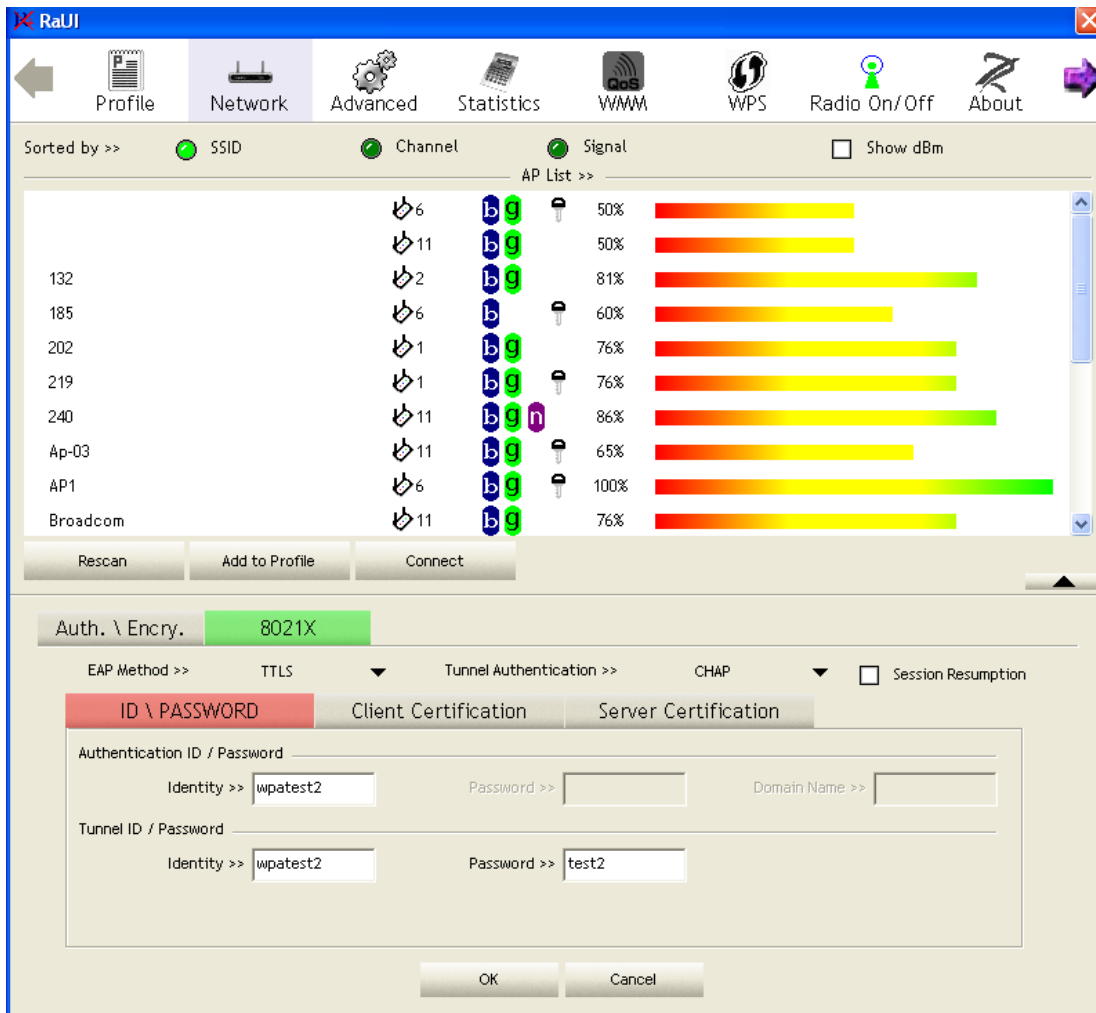 RaUI
Profile Network Advanced Statistics WMM WPS Radio On/Off About
P
QoS
Sorted by >> SSID Channel Signal Show dBm
AP List >>
6 b g 50%
11 b g 50%
132 2 b g 81%
185 6 b 60%
202 1 b g 76%
219 1 b g 76%
240 11 b g n 86%
Ap-03 11 b g 65%
AP1 6 b g 100%
Broadcom 11 b g 76%
Rescan Add to Profile Connect
Auth. \ Encry. 8021X
EAP Method >> TTLS Tunnel Authentication >> CHAP Session Resumption
ID \ PASSWORD Client Certification Server Certification
Authentication ID / Password
Identity >> wpatest2 Password >> Domain Name >>
Tunnel ID / Password
Identity >> wpatest2 Password >> test2
OK Cancel